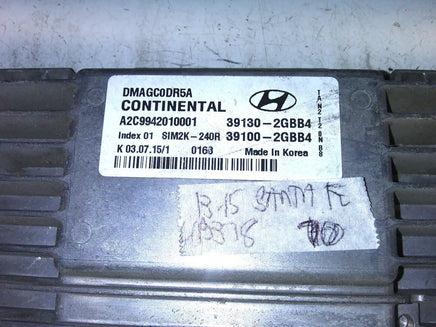 DMAGC0DR5A
CONTINENTAL
A2C9942010001 39130-2GBB4
Index 01 SIM2K-240R 39100-2GBB4
K 03.07.15/1 0163 Made in Korea
13-15 SANTA FE
10